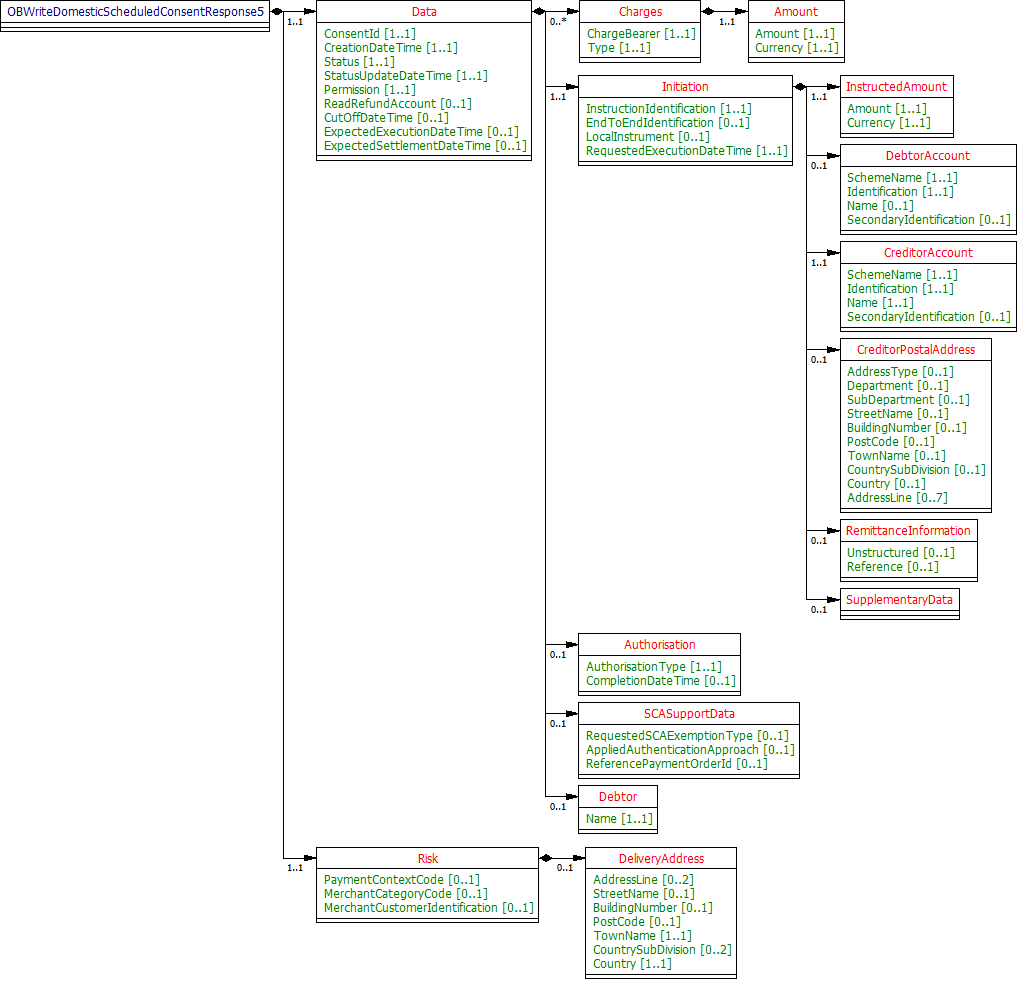 OBWriteDomesticScheduledConsentResponse5
1..1
Data
ConsentId [1..1]
CreationDateTime [1..1]
Status [1..1]
StatusUpdateDateTime [1..1]
Permission [1..1]
ReadRefundAccount [0..1]
CutOffDateTime [0..1]
ExpectedExecutionDateTime [0..1]
ExpectedSettlementDateTime [0..1]
0..*
Charges
ChargeBearer [1..1]
Type [1..1]
1..1
Amount
Amount [1..1]
Currency [1..1]
1..1
Initiation
InstructionIdentification [1..1]
EndToEndIdentification [0..1]
LocalInstrument [0..1]
RequestedExecutionDateTime [1..1]
1..1
InstructedAmount
Amount [1..1]
Currency [1..1]
0..1
DebtorAccount
SchemeName [1..1]
Identification [1..1]
Name [0..1]
SecondaryIdentification [0..1]
1..1
CreditorAccount
SchemeName [1..1]
Identification [1..1]
Name [1..1]
SecondaryIdentification [0..1]
0..1
CreditorPostalAddress
AddressType [0..1]
Department [0..1]
SubDepartment [0..1]
StreetName [0..1]
BuildingNumber [0..1]
PostCode [0..1]
TownName [0..1]
CountrySubDivision [0..1]
Country [0..1]
AddressLine [0..7]
0..1
RemittanceInformation
Unstructured [0..1]
Reference [0..1]
0..1
SupplementaryData
0..1
Authorisation
AuthorisationType [1..1]
CompletionDateTime [0..1]
0..1
SCASupportData
RequestedSCAExemptionType [0..1]
AppliedAuthenticationApproach [0..1]
ReferencePaymentOrderId [0..1]
0..1
Debtor
Name [1..1]
1..1
Risk
PaymentContextCode [0..1]
MerchantCategoryCode [0..1]
MerchantCustomerIdentification [0..1]
0..1
DeliveryAddress
AddressLine [0..2]
StreetName [0..1]
BuildingNumber [0..1]
PostCode [0..1]
TownName [1..1]
CountrySubDivision [0..2]
Country [1..1]